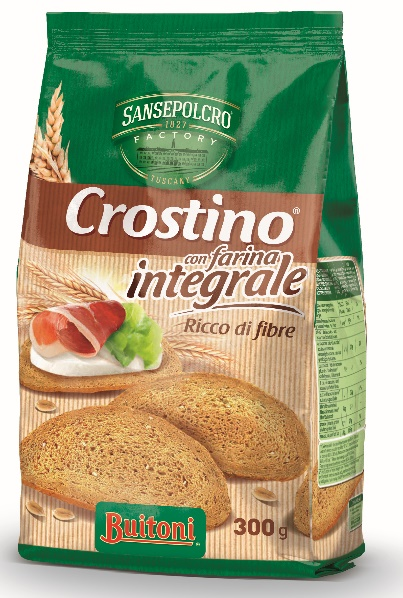 SANSEPOLCRO
1827
FACTORY
TUSCANY
Crostino®
con farina
integrale
Ricco di fibre
Buitoni
300 g